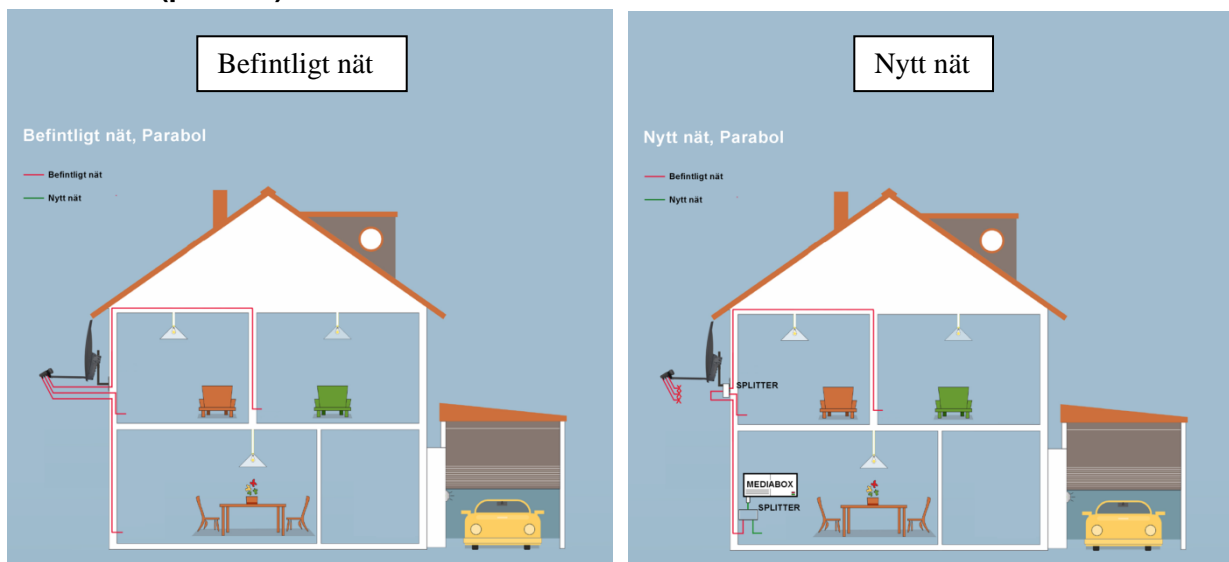 Befintligt nät
Befintligt nät, Parabol
Befintligt nät
Nytt nät
Nytt nät
Nytt nät, Parabol
Befintligt nät
Nytt nät
SPLITTER
MEDIABOX
SPLITTER